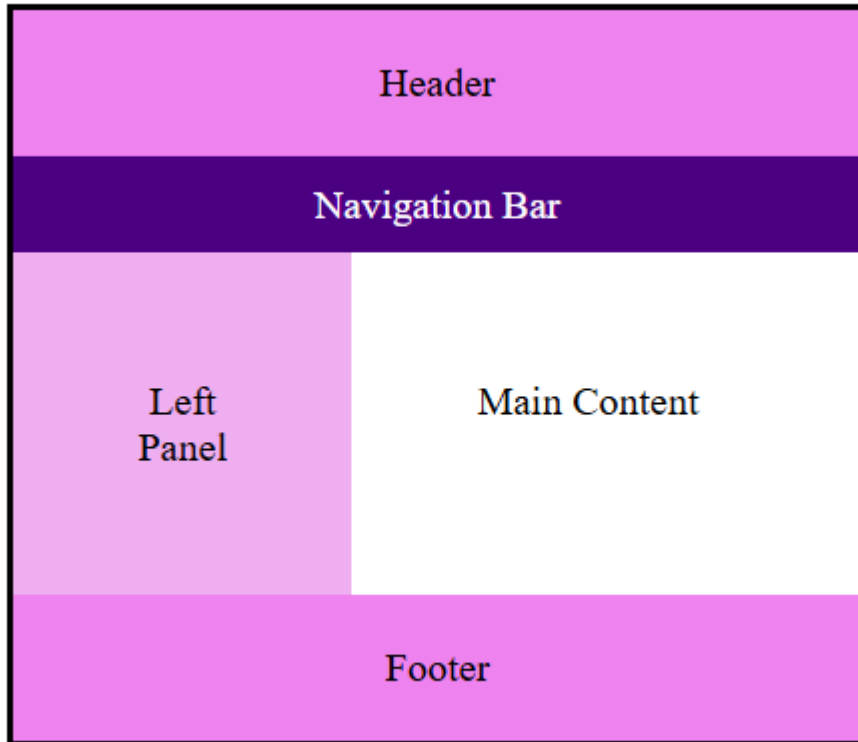 Header
Navigation Bar
Left
Panel
Main Content
Footer